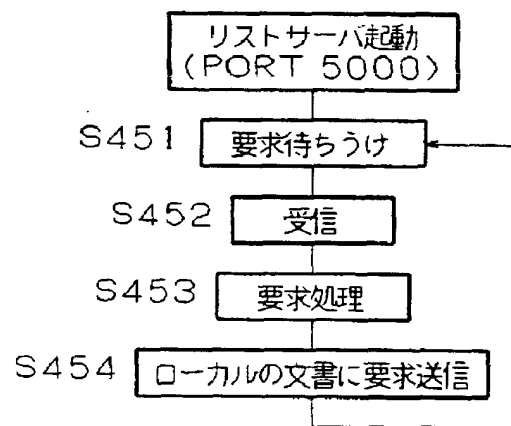 リストサーバ起動
(PORT 5000)
S451 要求待ちうけ
S452 受信
S453 要求処理
S454 ローカルの文書に要求送信